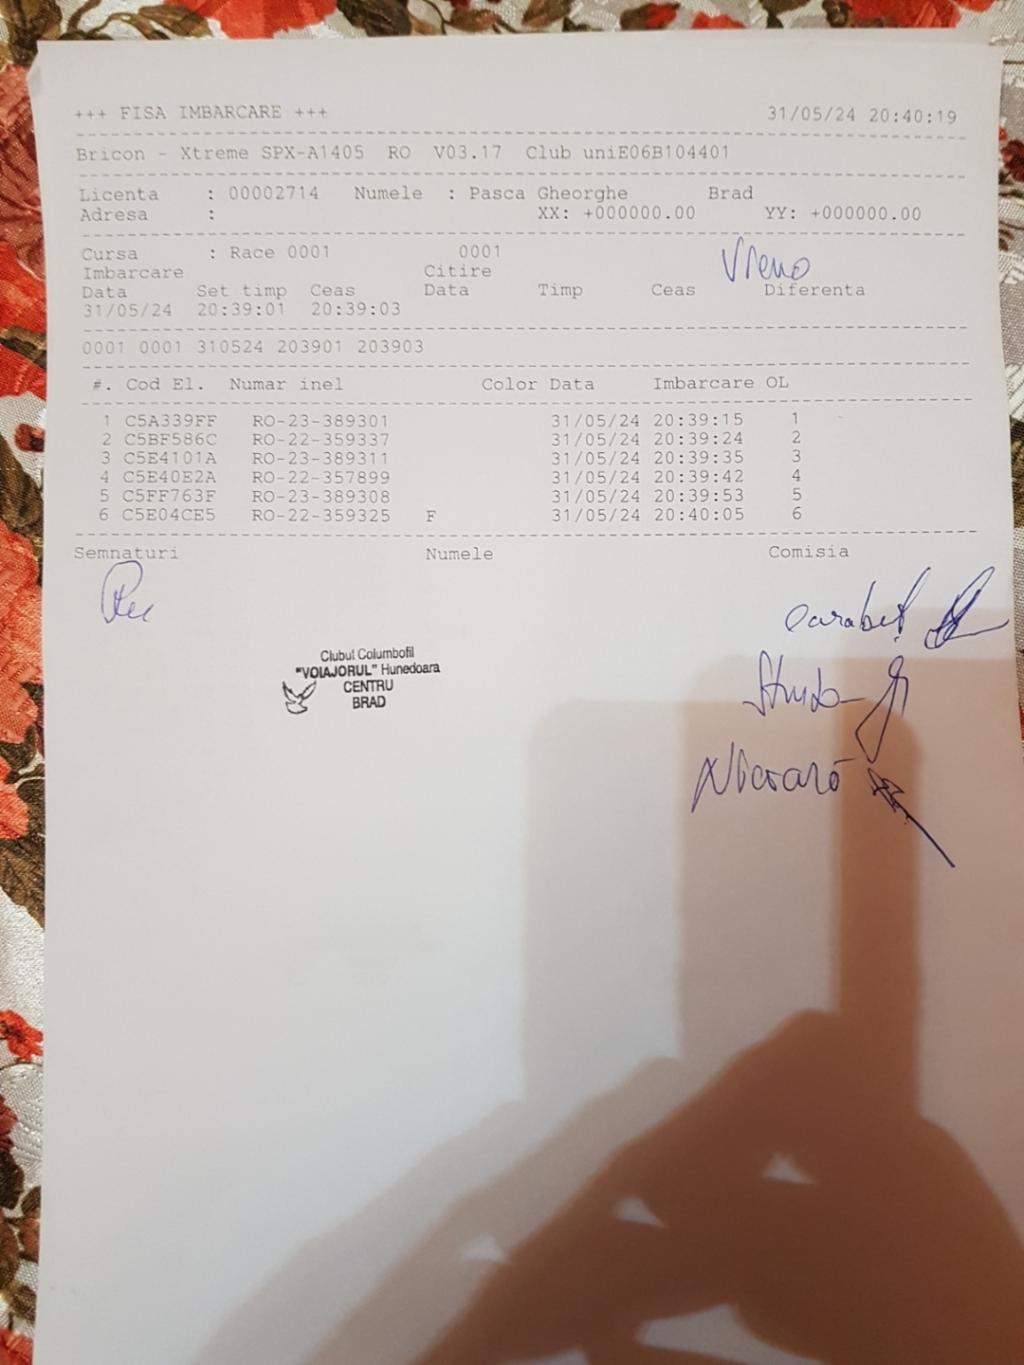 +++ FISA IMBARCARE +++ 31/05/24 20:40:19
Bricon - Xtreme SPX-A1405 RO V03.17 Club uniE06B104401
Licenta : 00002714 Numele : Pasca Gheorghe Brad
Adresa : XX: +000000.00 YY: +000000.00
Cursa : Race 0001 0001
Vreno
Imbarcare Citire
Data Set timp Ceas Data Timp Ceas Diferenta
31/05/24 20:39:01 20:39:03
0001 0001 310524 203901 203903
#. Cod El. Numar inel Color Data Imbarcare OL
1 C5A339FF RO-23-389301 31/05/24 20:39:15 1
2 C5BF586C RO-22-359337 31/05/24 20:39:24 2
3 C5E4101A RO-23-389311 31/05/24 20:39:35 3
4 C5E40E2A RO-22-357899 31/05/24 20:39:42 4
5 C5FF763F RO-23-389308 31/05/24 20:39:53 5
6 C5E04CE5 RO-22-359325 F 31/05/24 20:40:05 6
Semnaturi Numele Comisia
Clubul Columbofil
"VOIAJORUL" Hunedoara
CENTRU
BRAD